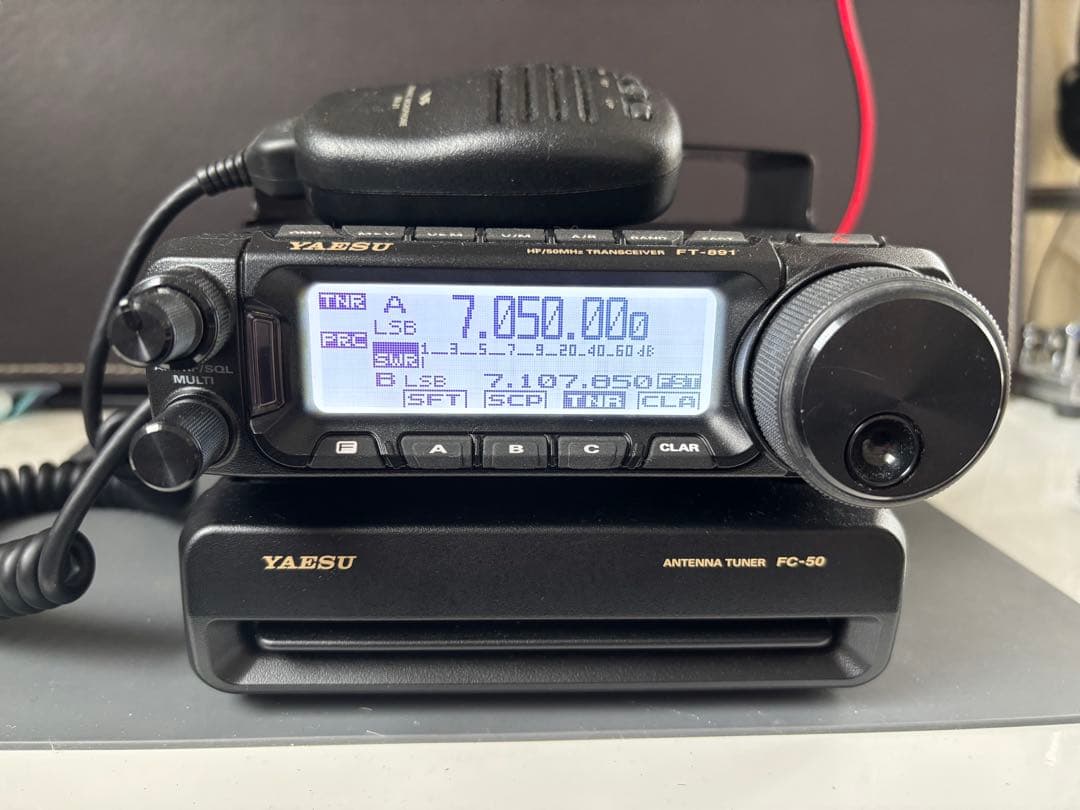 YAESU
HF/50MHz TRANSCEIVER FT-891
TNR A 7.050.000
LSB
PRC
1 3 5 7 9 20 40 60 dB
SWR
B LSB 7.107.850 FST
SFT SCP TNR CLA
MULTI
F A B C CLAR
YAESU
ANTENNA TUNER FC-50